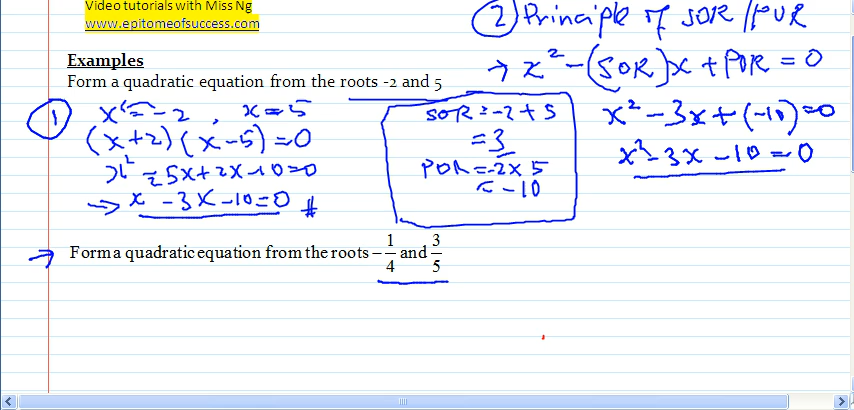 Video tutorials with Miss Ng
www.epitomeofsuccess.com
② Principle of SOR / POR
→ x² - (SOR)x + POR = 0
Examples
Form a quadratic equation from the roots -2 and 5
① x = -2 , x = 5
(x+2)(x-5)=0
x² - 5x + 2x - 10 = 0
⇒ x² - 3x - 10 = 0 #
SOR = -2 + 5
= 3
POR = -2 x 5
= -10
x² - 3x + (-10) = 0
x² - 3x - 10 = 0
→ Form a quadratic equation from the roots -1/4 and 3/5